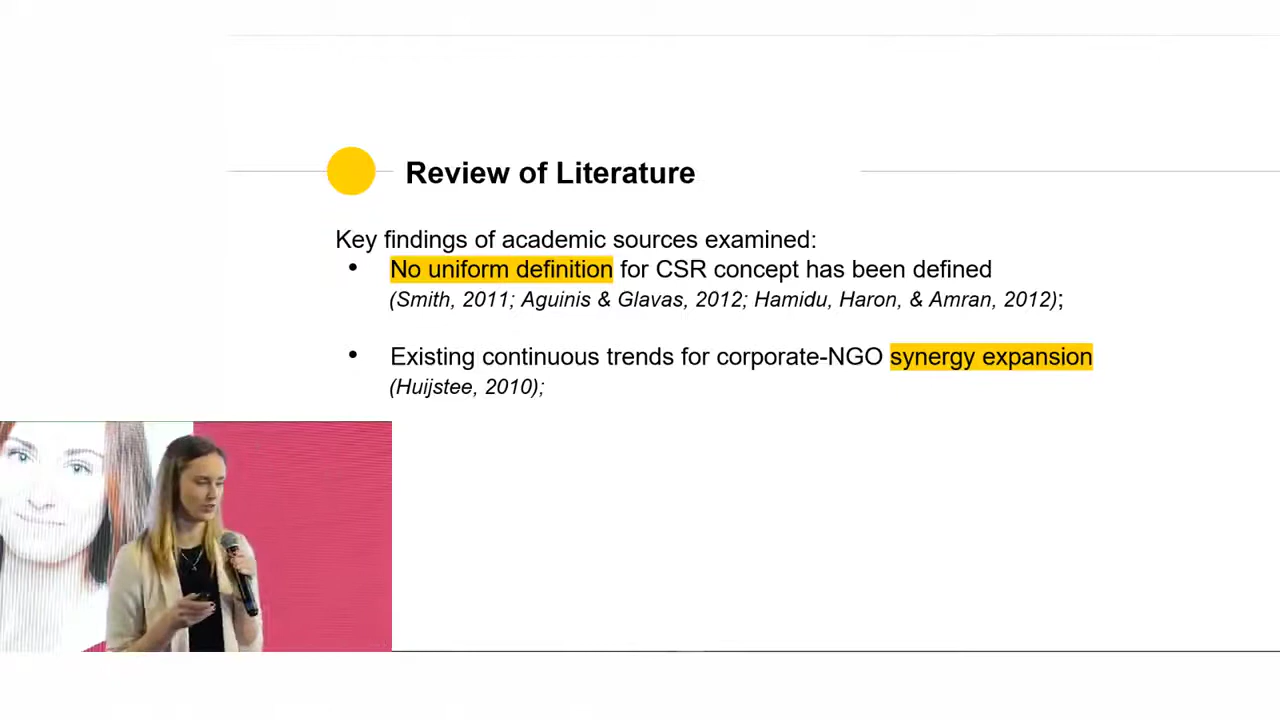 Review of Literature
Key findings of academic sources examined:
• No uniform definition for CSR concept has been defined
(Smith, 2011; Aguinis & Glavas, 2012; Hamidu, Haron, & Amran, 2012);
• Existing continuous trends for corporate-NGO synergy expansion
(Huijstee, 2010);